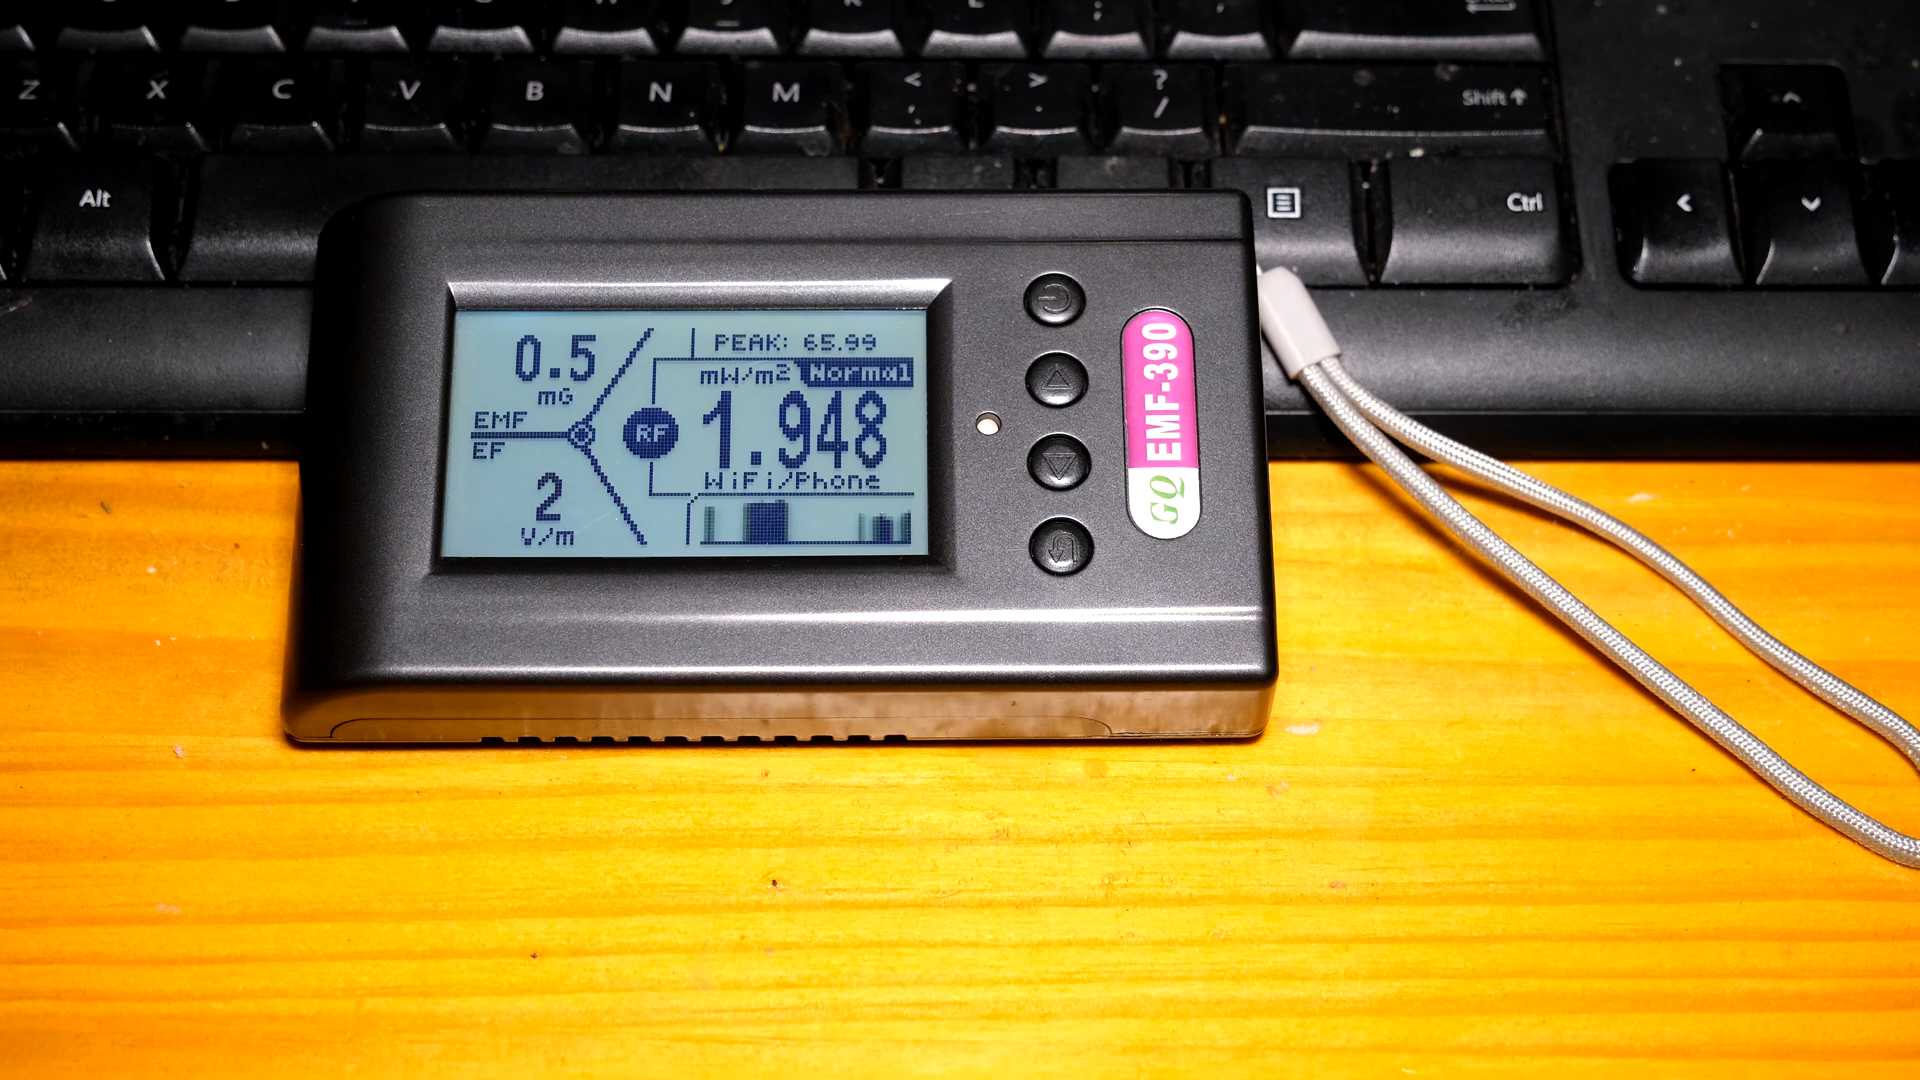 Z X C V B N M < > ? / Shift
Alt Ctrl
0.5
mG
EMF
EF
2
V/m
PEAK: 65.99
mW/m2 Normal
RF
1.948
WiFi/Phone
GQ EMF-390